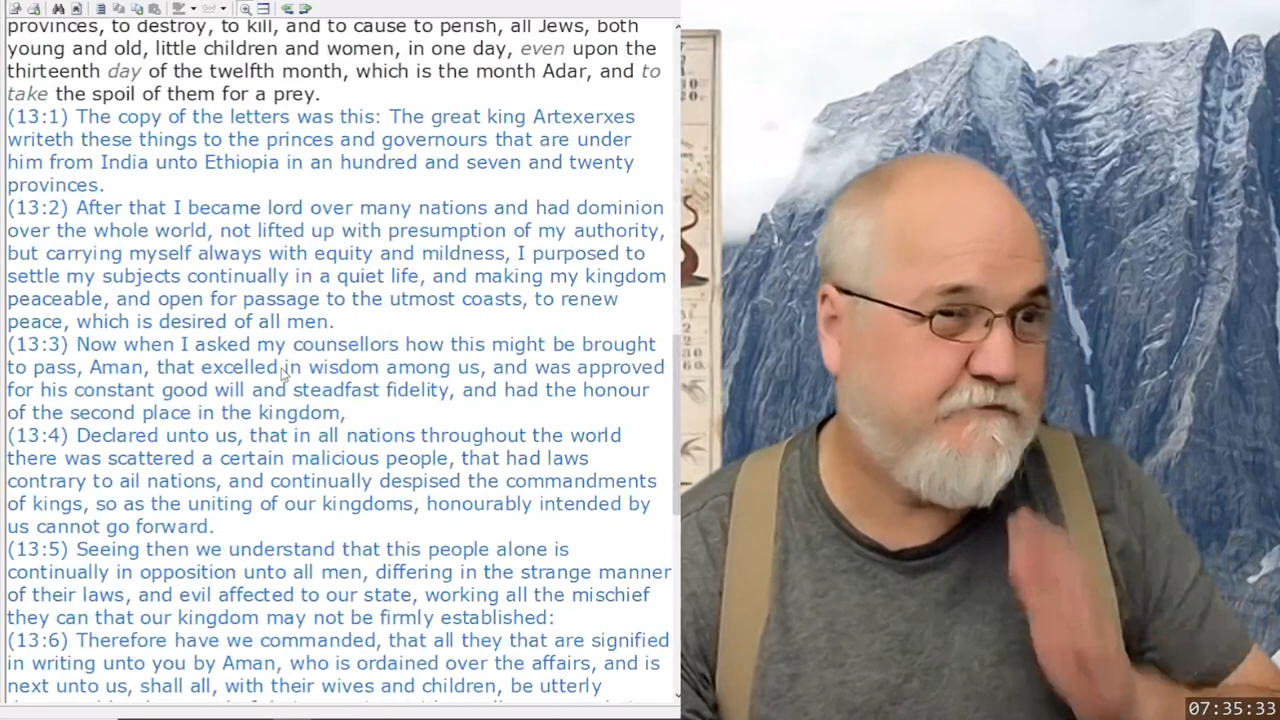 provinces, to destroy, to kill, and to cause to perish, all Jews, both
young and old, little children and women, in one day, even upon the
thirteenth day of the twelfth month, which is the month Adar, and to
take the spoil of them for a prey.
(13:1) The copy of the letters was this: The great king Artexerxes
writeth these things to the princes and governours that are under
him from India unto Ethiopia in an hundred and seven and twenty
provinces.
(13:2) After that I became lord over many nations and had dominion
over the whole world, not lifted up with presumption of my authority,
but carrying myself always with equity and mildness, I purposed to
settle my subjects continually in a quiet life, and making my kingdom
peaceable, and open for passage to the utmost coasts, to renew
peace, which is desired of all men.
(13:3) Now when I asked my counsellors how this might be brought
to pass, Aman, that excelled in wisdom among us, and was approved
for his constant good will and steadfast fidelity, and had the honour
of the second place in the kingdom,
(13:4) Declared unto us, that in all nations throughout the world
there was scattered a certain malicious people, that had laws
contrary to ail nations, and continually despised the commandments
of kings, so as the uniting of our kingdoms, honourably intended by
us cannot go forward.
(13:5) Seeing then we understand that this people alone is
continually in opposition unto all men, differing in the strange manner
of their laws, and evil affected to our state, working all the mischief
they can that our kingdom may not be firmly established:
(13:6) Therefore have we commanded, that all they that are signified
in writing unto you by Aman, who is ordained over the affairs, and is
next unto us, shall all, with their wives and children, be utterly
07:35:33